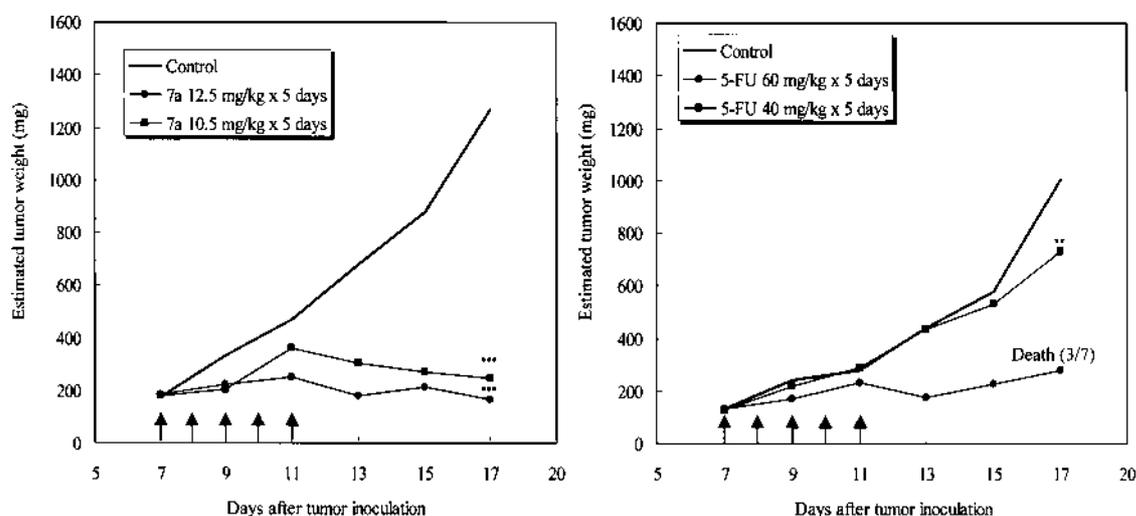 1600
1400
1200
1000
800
600
400
200
0
Estimated tumor weight (mg)
Control
7a 12.5 mg/kg x 5 days
7a 10.5 mg/kg x 5 days
***
***
5 7 9 11 13 15 17 20
Days after tumor inoculation
1600
1400
1200
1000
800
600
400
200
0
Estimated tumor weight (mg)
Control
5-FU 60 mg/kg x 5 days
5-FU 40 mg/kg x 5 days
**
Death (3/7)
5 7 9 11 13 15 17 20
Days after tumor inoculation